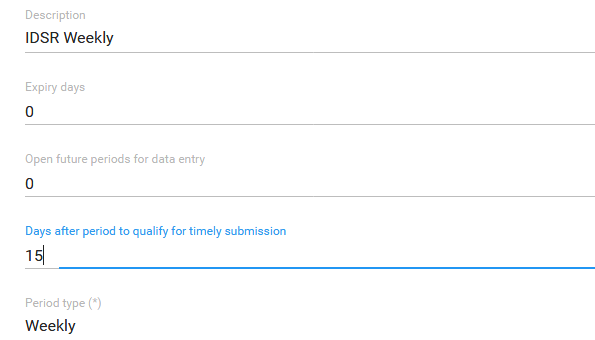 Description
IDSR Weekly
Expiry days
0
Open future periods for data entry
0
Days after period to qualify for timely submission
15
Period type (*)
Weekly